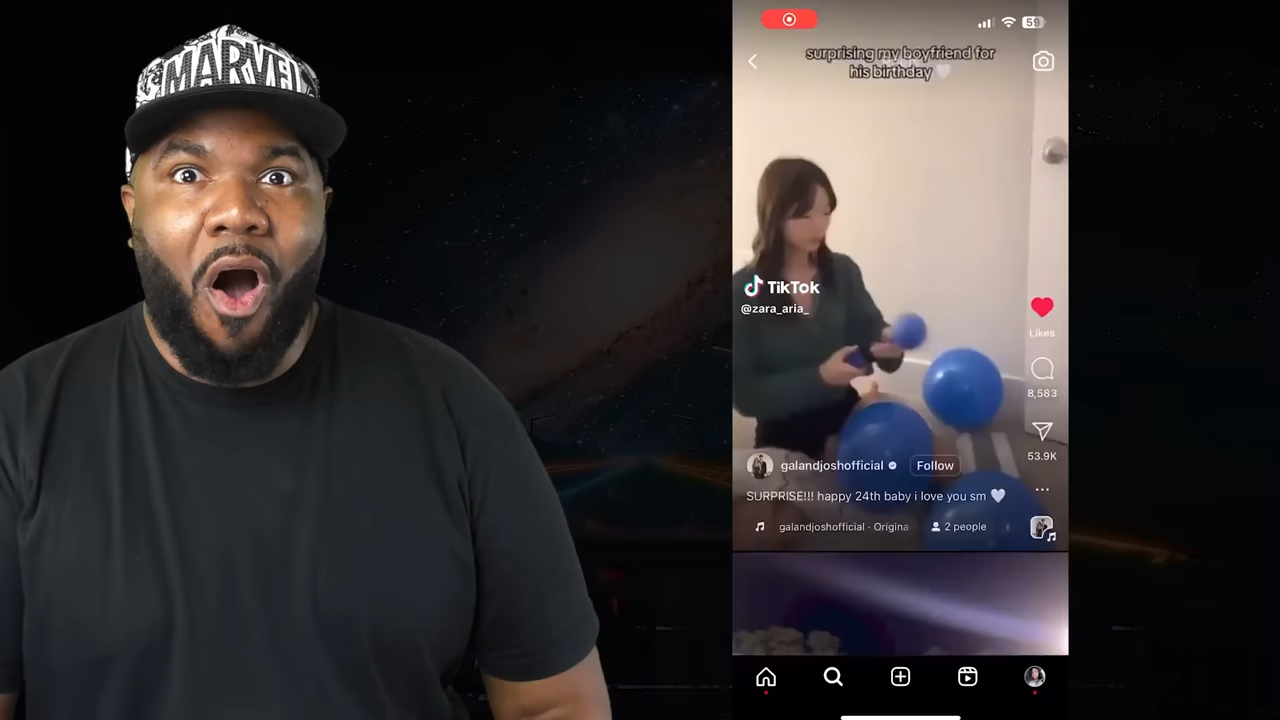 MARVEL
59
surprising my boyfriend for
his birthday 🤍
TikTok
@zara_aria_
Likes
8,583
53.9K
galandjoshofficial
Follow
SURPRISE!!! happy 24th baby i love you sm 🤍
galandjoshofficial · Origina
2 people